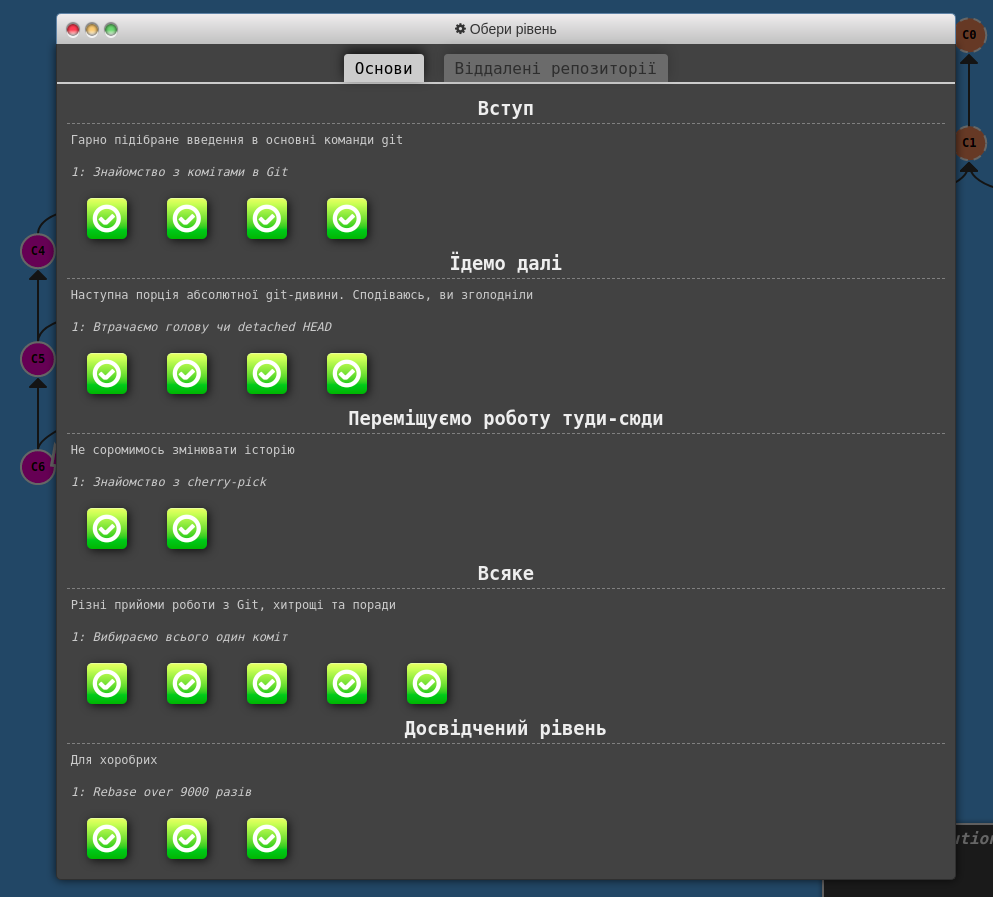 Обери рівень
Основи
Віддалені репозиторії
Вступ
Гарно підібране введення в основні команди git
1: Знайомство з комітами в Git
Їдемо далі
Наступна порція абсолютної git-дивини. Сподіваюсь, ви зголодніли
1: Втрачаємо голову чи detached HEAD
Переміщуємо роботу туди-сюди
Не соромимось змінювати історію
1: Знайомство з cherry-pick
Всяке
Різні прийоми роботи з Git, хитрощі та поради
1: Вибираємо всього один коміт
Досвідчений рівень
Для хоробрих
1: Rebase over 9000 разів
C0
C1
C4
C5
C6